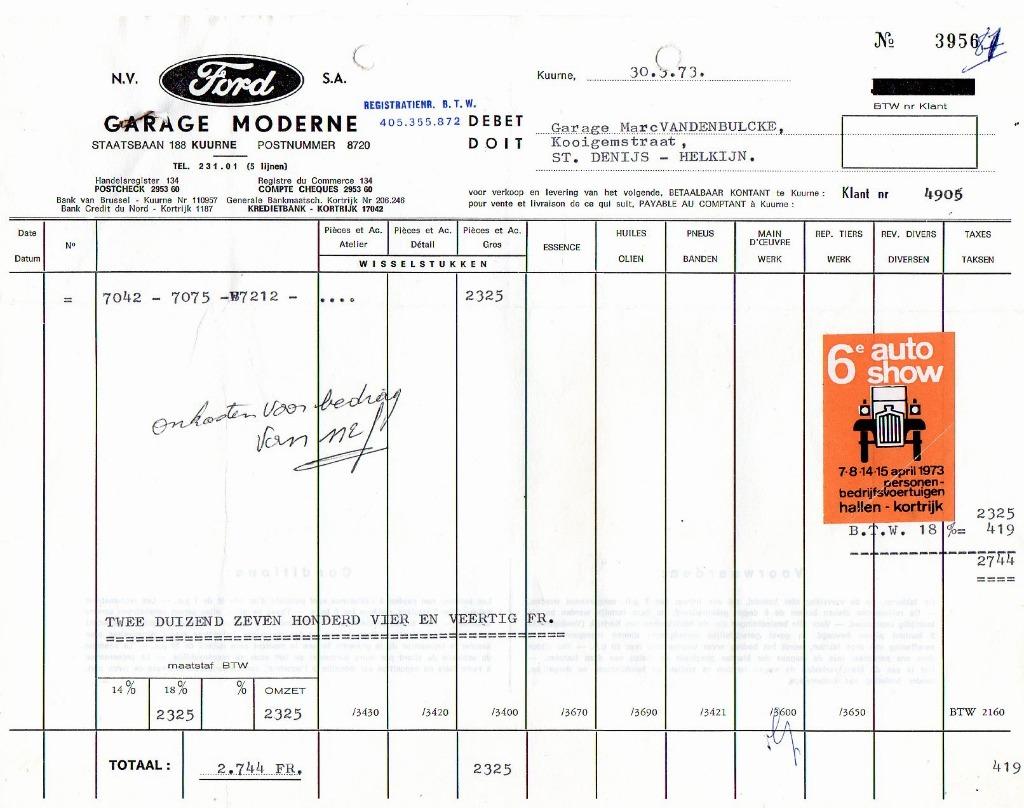 Nº 3956
N.V. Ford S.A.
Kuurne, 30.3.73.
BTW nr Klant
REGISTRATIENR. B. T. W.
405.355.872
GARAGE MODERNE
STAATSBAAN 188 KUURNE POSTNUMMER 8720
TEL. 231.01 (5 lijnen)
Handelsregister 134 Registre du Commerce 134
POSTCHECK 2953 60 COMPTE CHEQUES 2953 60
Bank van Brussel - Kuurne Nr 110957 Generale Bankmaatsch. Kortrijk Nr 206.246
Bank Credit du Nord - Kortrijk 1187 KREDIETBANK - KORTRIJK 17042
DEBET
DOIT
Garage MarcVANDENBULCKE,
Kooigemstraat,
ST. DENIJS - HELKIJN.
voor verkoop en levering van het volgende, BETAALBAAR KONTANT te Kuurne :
pour vente et livraison de ce qui suit, PAYABLE AU COMPTANT à Kuurne :
Klant nr 4905
Date Datum
Nº
Pièces et Ac. Atelier
Pièces et Ac. Détail
Pièces et Ac. Gros
WISSELSTUKKEN
ESSENCE
HUILES OLIEN
PNEUS BANDEN
MAIN D'ŒUVRE WERK
REP. TIERS WERK
REV. DIVERS DIVERSEN
TAXES TAKSEN
= 7042 - 7075 - 7212 - .... 2325
6e auto
show
7·8·14·15 april 1973
personen-
bedrijfsvoertuigen
hallen - kortrijk
onkosten voor bedrag
van
2325
B.T.W. 18 %= 419
2744
====
TWEE DUIZEND ZEVEN HONDERD VIER EN VEERTIG FR.
maatstaf BTW
14 % 18 % % OMZET
2325 2325 /3430 /3420 /3400 /3670 /3690 /3421 /3600 /3650 BTW 2160
TOTAAL : 2.744 FR. 2325 419